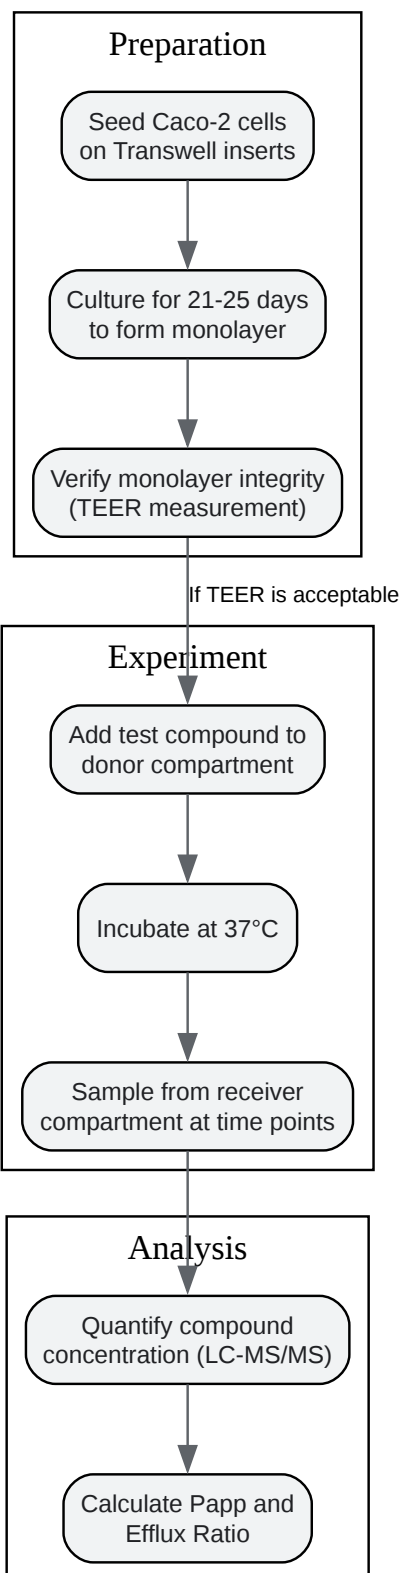 Preparation
Seed Caco-2 cells
on Transwell inserts
Culture for 21-25 days
to form monolayer
Verify monolayer integrity
(TEER measurement)
If TEER is acceptable
Experiment
Add test compound to
donor compartment
Incubate at 37°C
Sample from receiver
compartment at time points
Analysis
Quantify compound
concentration (LC-MS/MS)
Calculate Papp and
Efflux Ratio